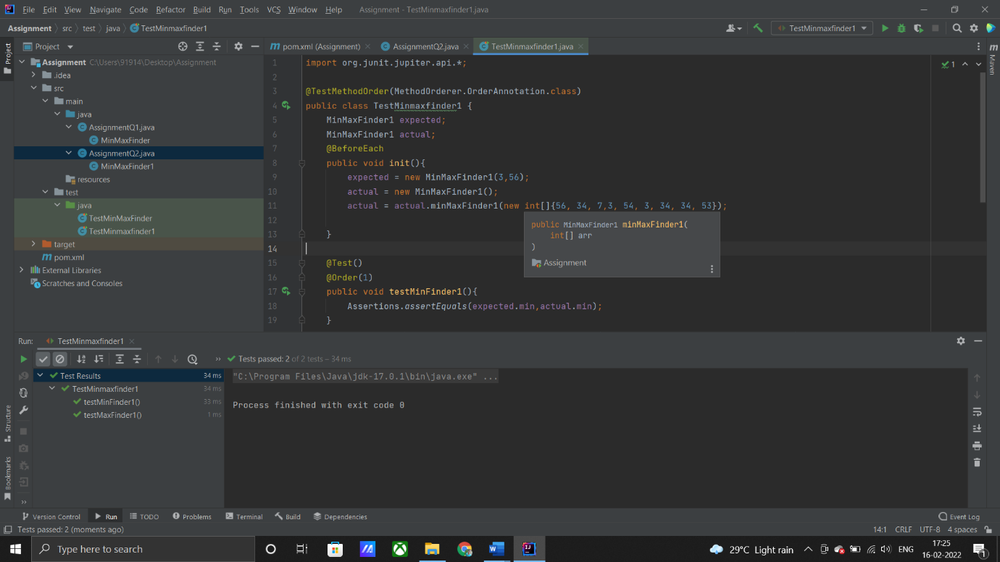 File Edit View Navigate Code Refactor Build Run Tools VCS Window Help Assignment - TestMinmaxfinder1.java
Assignment src test java TestMinmaxfinder1 TestMinmaxfinder1
Project
Project pom.xml (Assignment) AssignmentQ2.java TestMinmaxfinder1.java
Maven
Assignment C:\Users\91914\Desktop\Assignment
.idea
src
main
java
AssignmentQ1.java
MinMaxFinder
AssignmentQ2.java
MinMaxFinder1
resources
test
java
TestMinMaxFinder
TestMinmaxfinder1
target
pom.xml
External Libraries
Scratches and Consoles
1 import org.junit.jupiter.api.*; 1
2
3 @TestMethodOrder(MethodOrderer.OrderAnnotation.class)
4 public class TestMinmaxfinder1 {
5 MinMaxFinder1 expected;
6 MinMaxFinder1 actual;
7 @BeforeEach
8 public void init(){
9 expected = new MinMaxFinder1(3,56);
10 actual = new MinMaxFinder1();
11 actual = actual.minMaxFinder1(new int[]{56, 34, 7,3, 54, 3, 34, 34, 53});
12
13 }
14
15 @Test()
16 @Order(1)
17 public void testMinFinder1(){
18 Assertions.assertEquals(expected.min,actual.min);
19 }
public MinMaxFinder1 minMaxFinder1(
int[] arr
)
Assignment
Run: TestMinmaxfinder1
Tests passed: 2 of 2 tests – 34 ms
Test Results 34 ms
TestMinmaxfinder1 34 ms
testMinFinder1() 33 ms
testMaxFinder1() 1 ms
"C:\Program Files\Java\jdk-17.0.1\bin\java.exe" ...
Process finished with exit code 0
Structure
Bookmarks
Version Control Run TODO Problems Terminal Build Dependencies Event Log
Tests passed: 2 (moments ago) 14:1 CRLF UTF-8 4 spaces
Type here to search 29°C Light rain ENG 17:25
16-02-2022 1